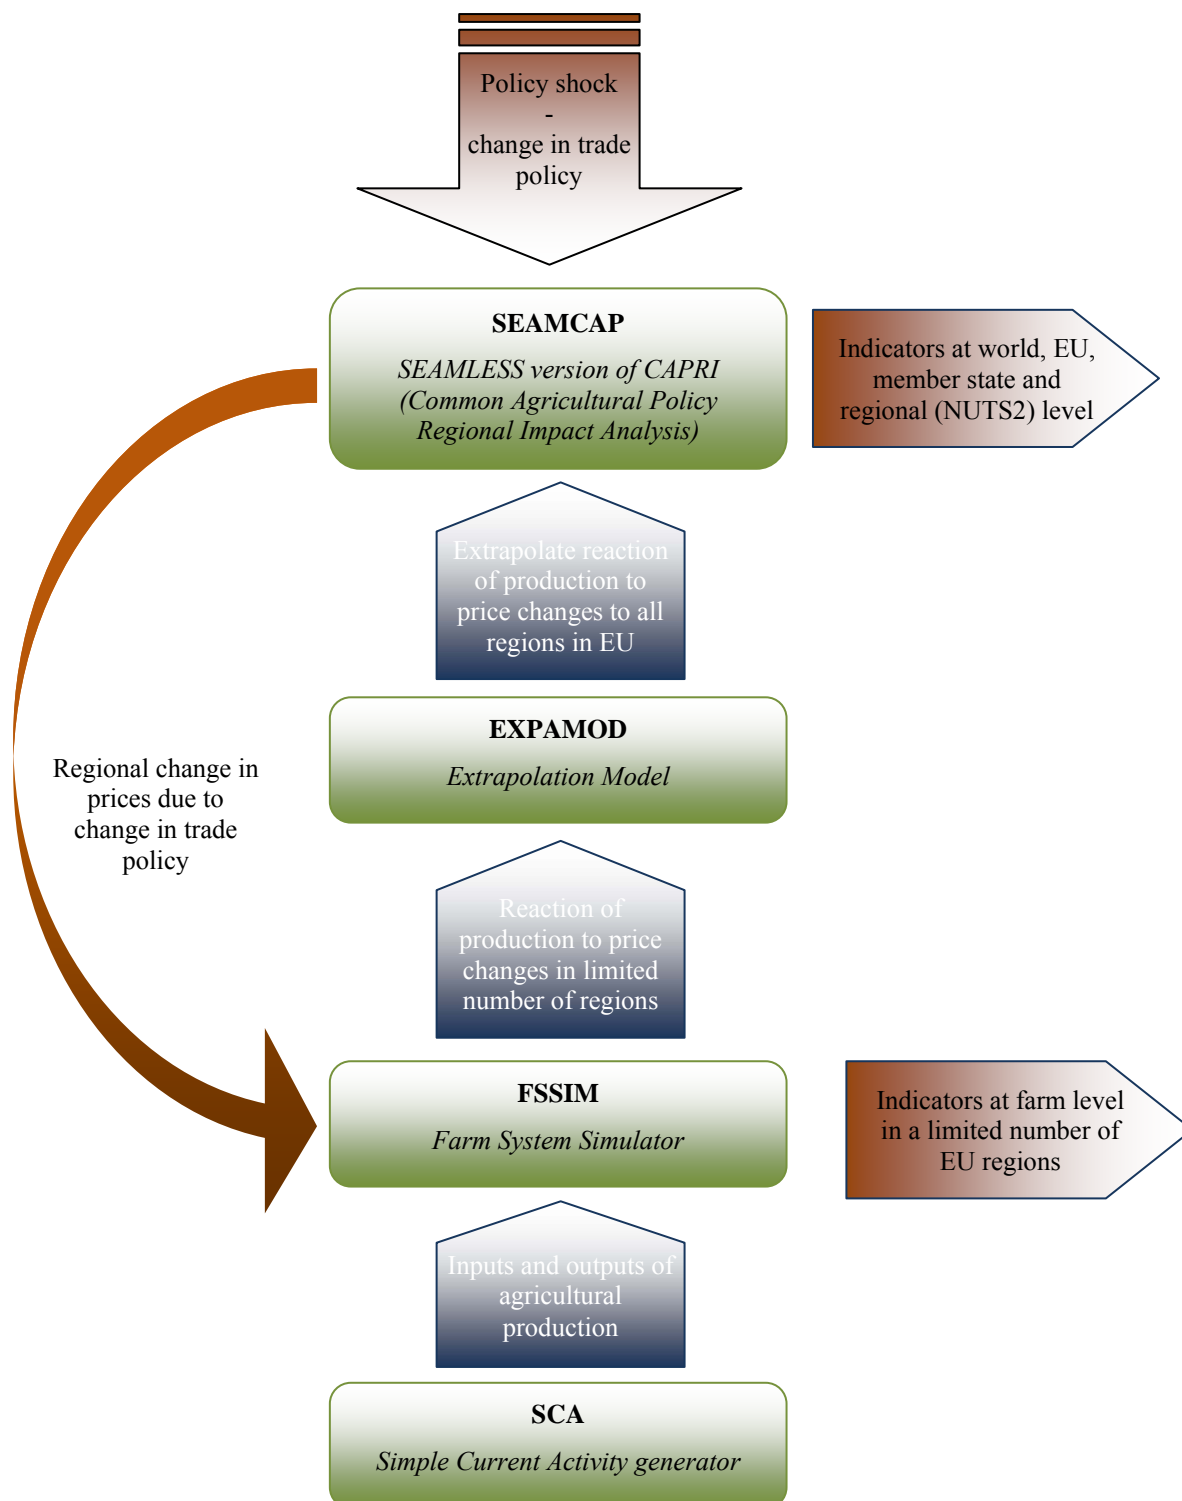 Policy shock
-
change in trade
policy
SEAMCAP
SEAMLESS version of CAPRI
(Common Agricultural Policy
Regional Impact Analysis)
Indicators at world, EU,
member state and
regional (NUTS2) level
Extrapolate reaction
of production to
price changes to all
regions in EU
EXPAMOD
Extrapolation Model
Regional change in
prices due to
change in trade
policy
Reaction of
production to price
changes in limited
number of regions
FSSIM
Farm System Simulator
Indicators at farm level
in a limited number of
EU regions
Inputs and outputs of
agricultural
production
SCA
Simple Current Activity generator